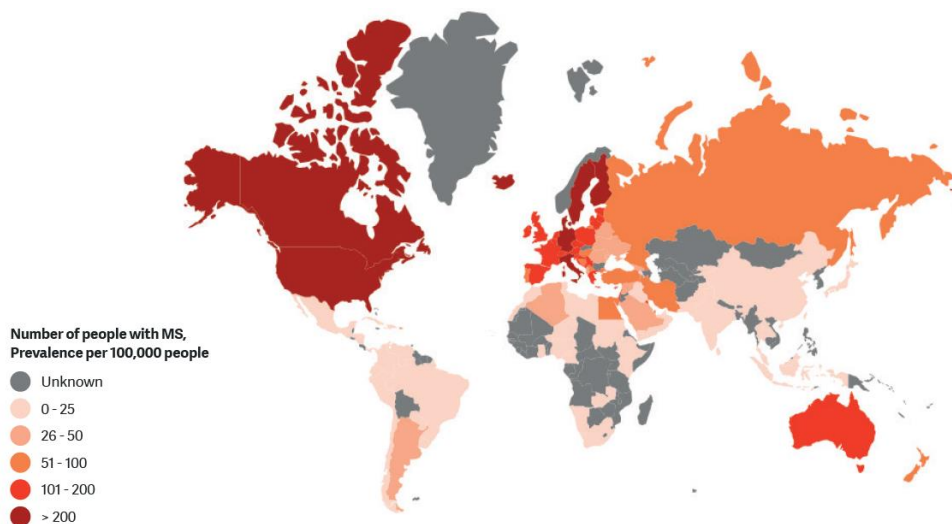 Number of people with MS,
Prevalence per 100,000 people
Unknown
0 - 25
26 - 50
51 - 100
101 - 200
> 200